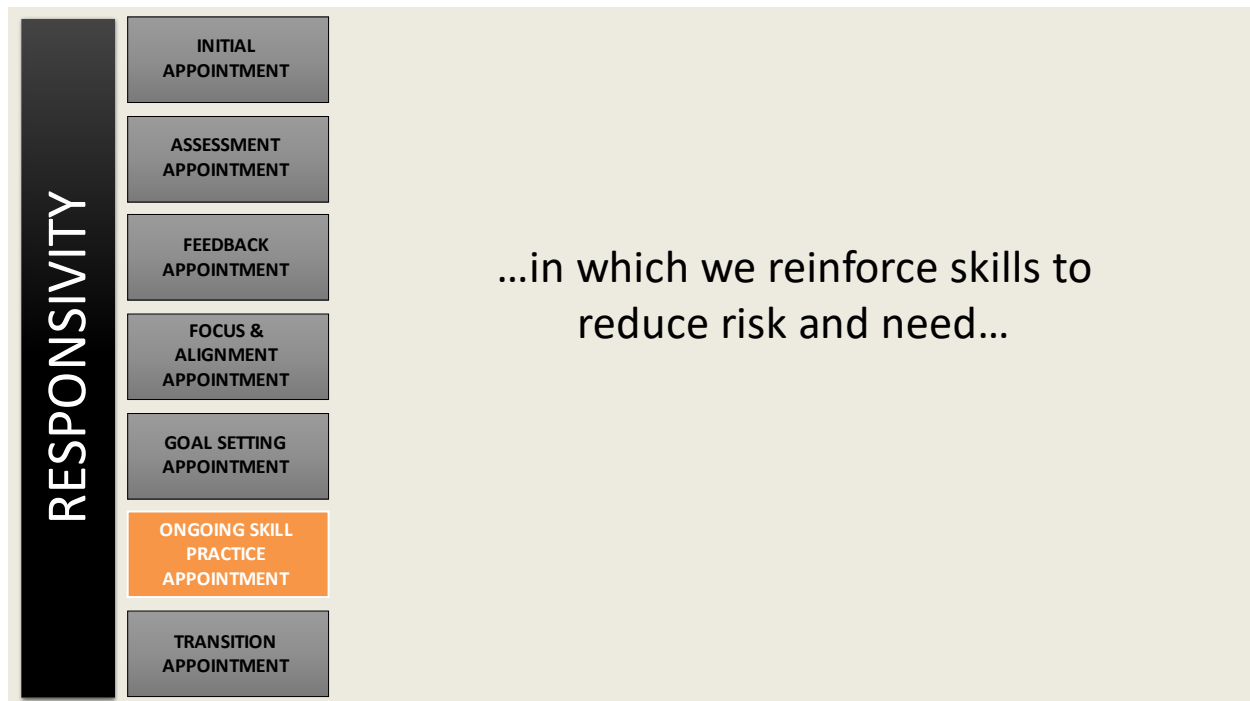 RESPONSIVITY
INITIAL
APPOINTMENT
ASSESSMENT
APPOINTMENT
FEEDBACK
APPOINTMENT
FOCUS &
ALIGNMENT
APPOINTMENT
GOAL SETTING
APPOINTMENT
ONGOING SKILL
PRACTICE
APPOINTMENT
TRANSITION
APPOINTMENT
…in which we reinforce skills to
reduce risk and need…